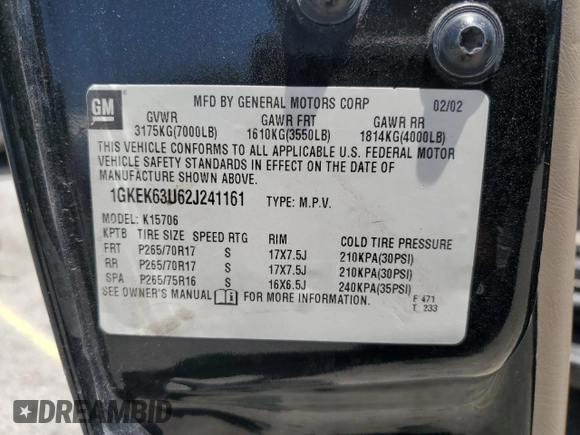 GM
MFD BY GENERAL MOTORS CORP 02/02
GVWR GAWR FRT GAWR RR
3175KG(7000LB) 1610KG(3550LB) 1814KG(4000LB)
THIS VEHICLE CONFORMS TO ALL APPLICABLE U.S. FEDERAL MOTOR
VEHICLE SAFETY STANDARDS IN EFFECT ON THE DATE OF
MANUFACTURE SHOWN ABOVE.
1GKEK63U62J241161 TYPE: M.P.V.
MODEL: K15706
KPTB TIRE SIZE SPEED RTG RIM COLD TIRE PRESSURE
FRT P265/70R17 S 17X7.5J 210KPA(30PSI)
RR P265/70R17 S 17X7.5J 210KPA(30PSI)
SPA P265/75R16 S 16X6.5J 240KPA(35PSI)
SEE OWNER'S MANUAL FOR MORE INFORMATION
F 471
T 233
DREAMBID